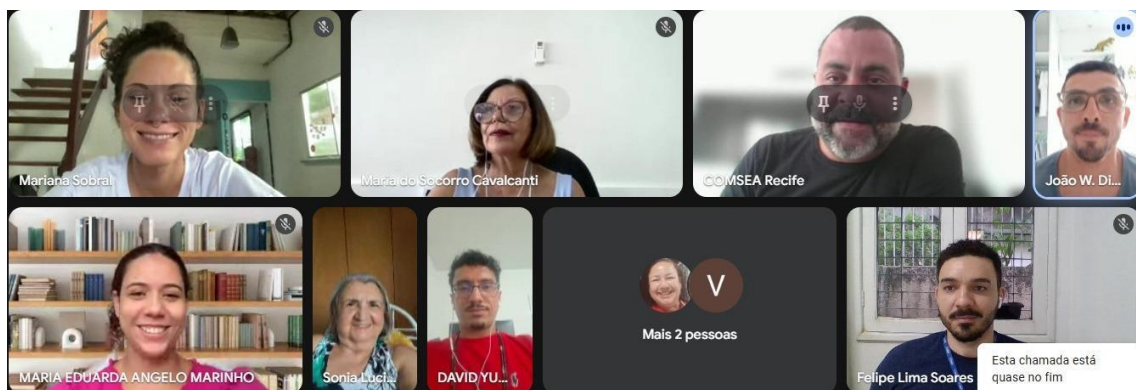 Mariana Sobral
Maria do Socorro Cavalcanti
COMSEA Recife
João W. Di...
MARIA EDUARDA ANGELO MARINHO
Sonia Luci...
DAVID YU...
V
Mais 2 pessoas
Felipe Lima Soares
Esta chamada está
quase no fim